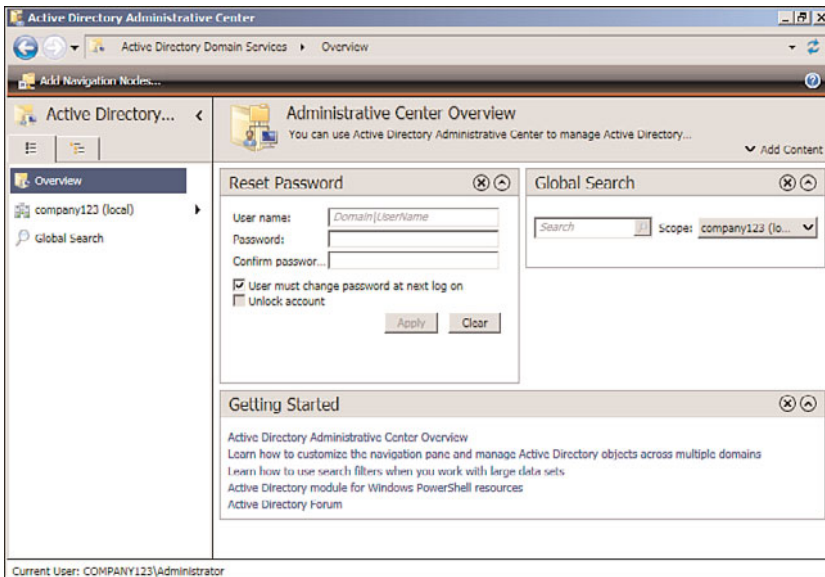 Active Directory Administrative Center
Active Directory Domain Services
Overview
Add Navigation Nodes...
Active Directory...
Administrative Center Overview
You can use Active Directory Administrative Center to manage Active Directory...
Add Content
Overview
company123 (local)
Global Search
Reset Password
User name:
Domain\UserName
Password:
Confirm passwor...
User must change password at next log on
Unlock account
Apply
Clear
Global Search
Search
Scope:
company123 (lo...
Getting Started
Active Directory Administrative Center Overview
Learn how to customize the navigation pane and manage Active Directory objects across multiple domains
Learn how to use search filters when you work with large data sets
Active Directory module for Windows PowerShell resources
Active Directory Forum
Current User: COMPANY123\Administrator